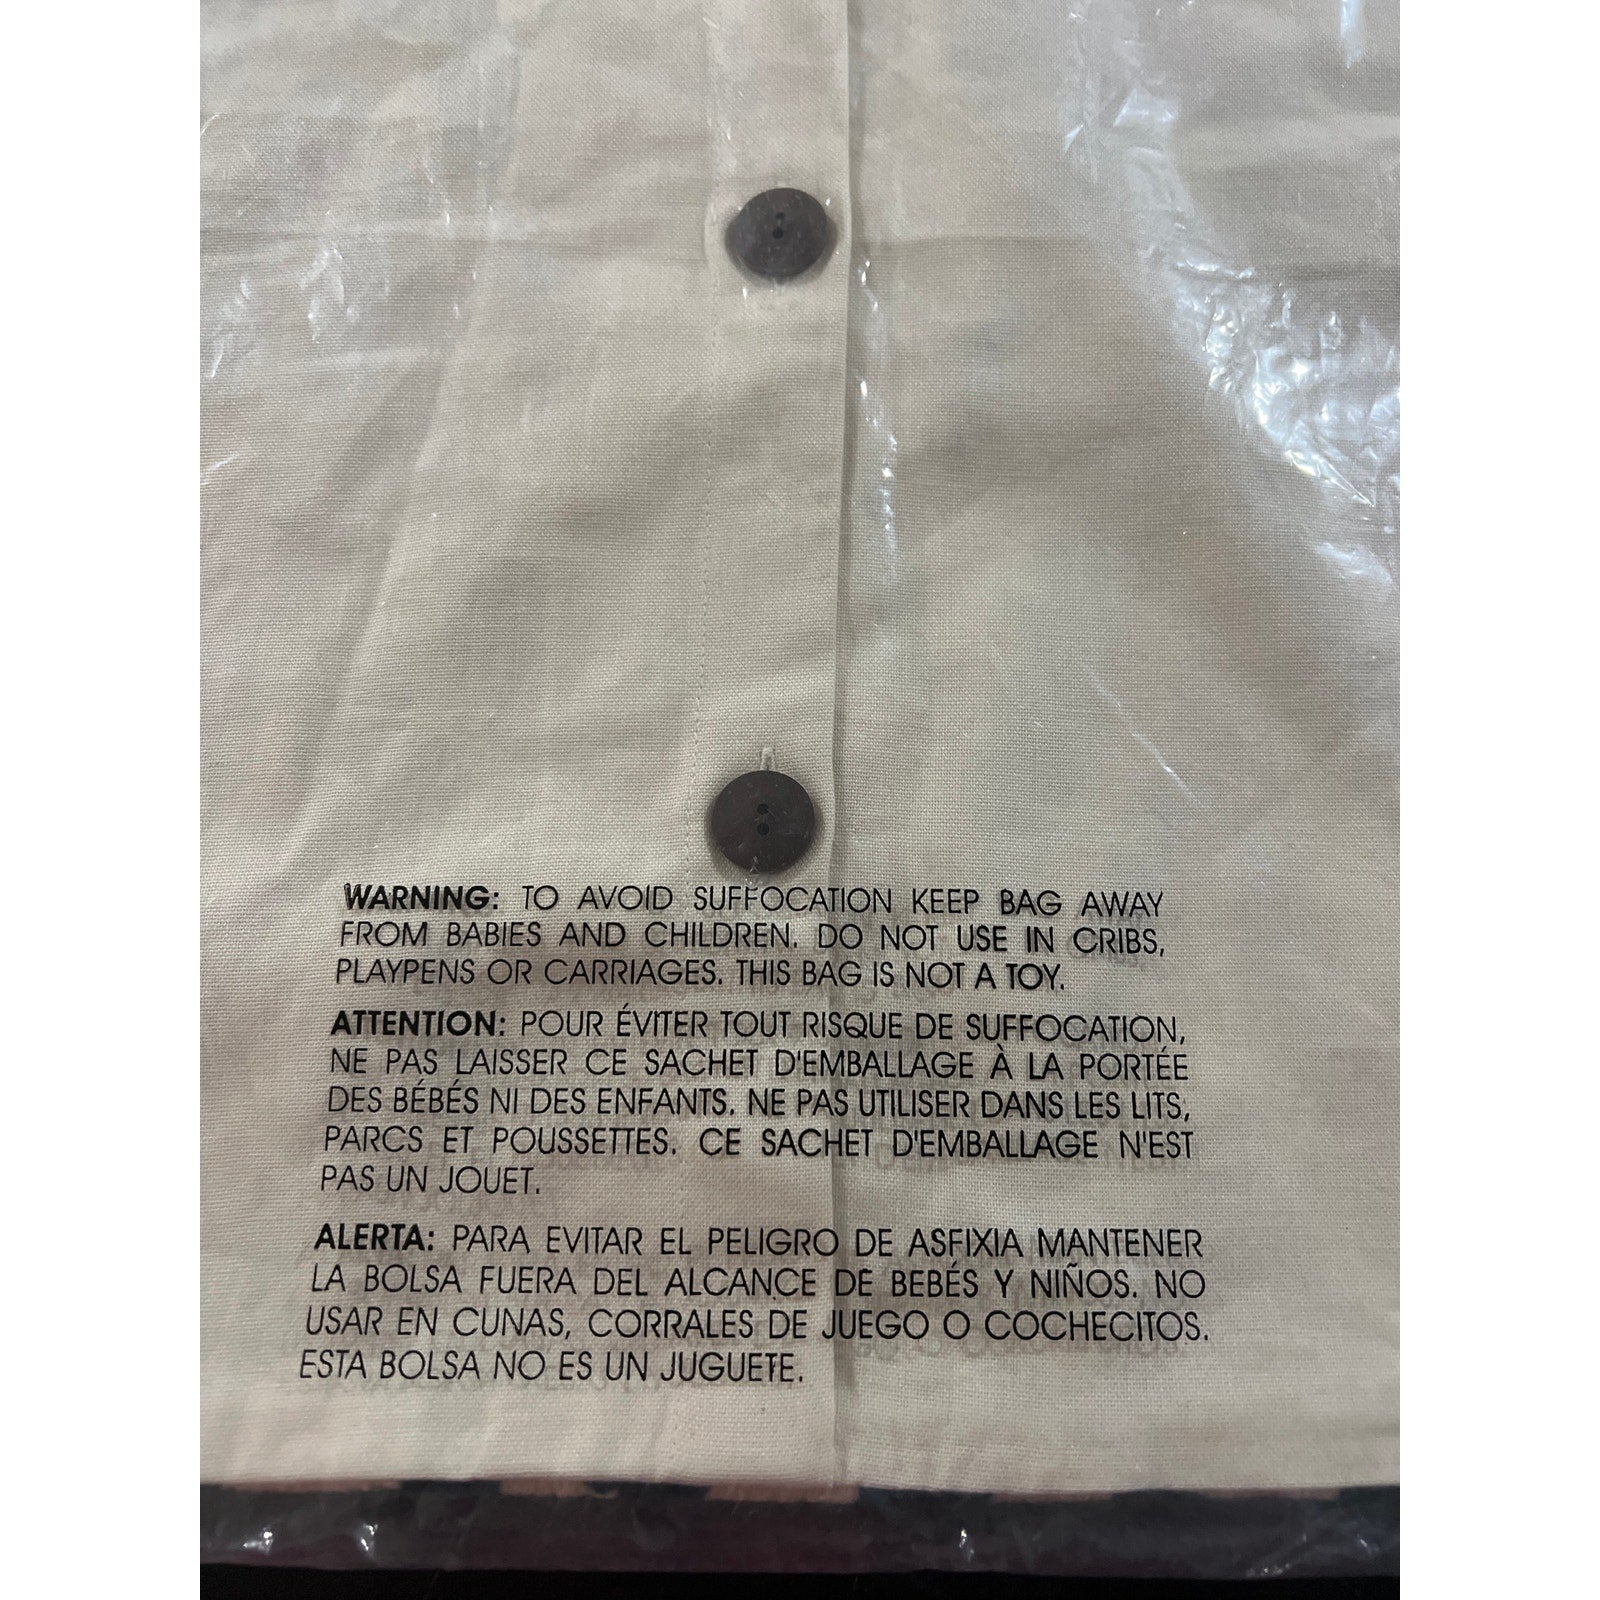 WARNING: TO AVOID SUFFOCATION KEEP BAG AWAY
FROM BABIES AND CHILDREN. DO NOT USE IN CRIBS,
PLAYPENS OR CARRIAGES. THIS BAG IS NOT A TOY.
ATTENTION: POUR ÉVITER TOUT RISQUE DE SUFFOCATION,
NE PAS LAISSER CE SACHET D'EMBALLAGE À LA PORTÉE
DES BÉBÉS NI DES ENFANTS. NE PAS UTILISER DANS LES LITS,
PARCS ET POUSSETTES. CE SACHET D'EMBALLAGE N'EST
PAS UN JOUET.
ALERTA: PARA EVITAR EL PELIGRO DE ASFIXIA MANTENER
LA BOLSA FUERA DEL ALCANCE DE BEBÉS Y NIÑOS. NO
USAR EN CUNAS, CORRALES DE JUEGO O COCHECITOS.
ESTA BOLSA NO ES UN JUGUETE.